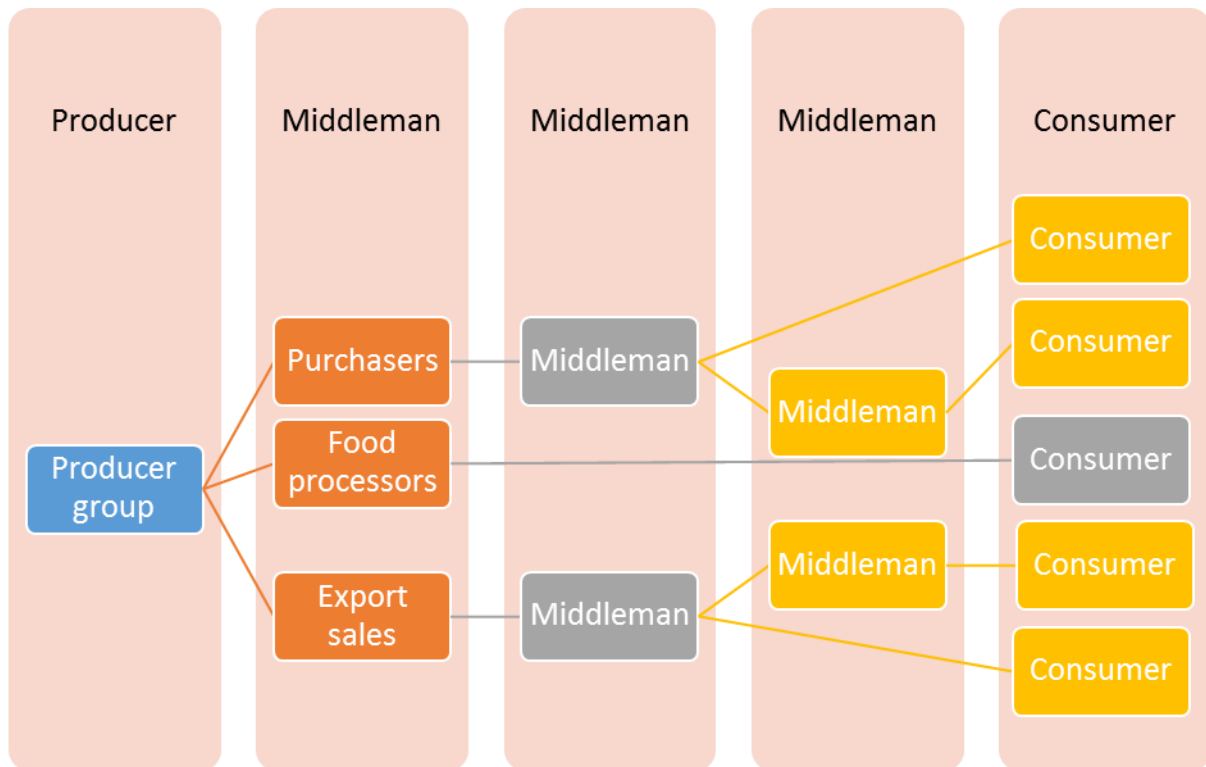 Producer
Middleman
Middleman
Middleman
Consumer
Consumer
Consumer
Purchasers
Middleman
Middleman
Food
processors
Consumer
Producer
group
Middleman
Consumer
Export
sales
Middleman
Consumer